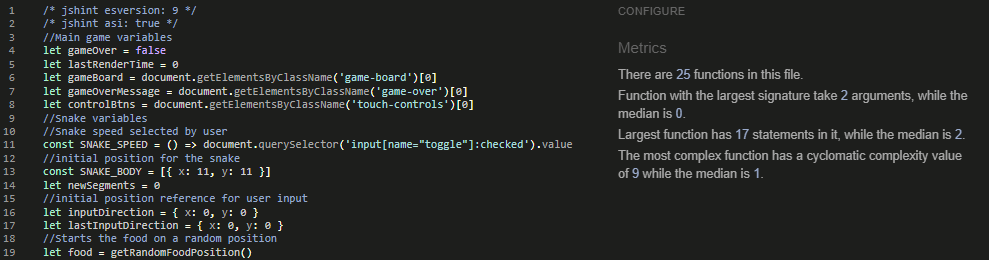 1 /* jshint esversion: 9 */
2 /* jshint asi: true */
3 //Main game variables
4 let gameOver = false
5 let lastRenderTime = 0
6 let gameBoard = document.getElementsByClassName('game-board')[0]
7 let gameOverMessage = document.getElementsByClassName('game-over')[0]
8 let controlBtns = document.getElementsByClassName('touch-controls')[0]
9 //Snake variables
10 //Snake speed selected by user
11 const SNAKE_SPEED = () => document.querySelector('input[name="toggle"]:checked').value
12 //initial position for the snake
13 const SNAKE_BODY = [{ x: 11, y: 11 }]
14 let newSegments = 0
15 //initial position reference for user input
16 let inputDirection = { x: 0, y: 0 }
17 let lastInputDirection = { x: 0, y: 0 }
18 //Starts the food on a random position
19 let food = getRandomFoodPosition()
CONFIGURE
Metrics
There are 25 functions in this file.
Function with the largest signature take 2 arguments, while the
median is 0.
Largest function has 17 statements in it, while the median is 2.
The most complex function has a cyclomatic complexity value
of 9 while the median is 1.